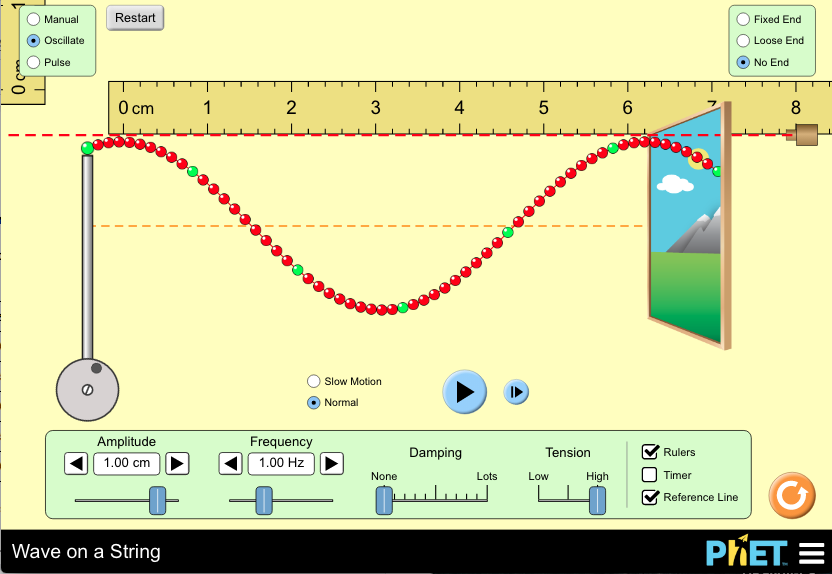 Manual
Oscillate
Pulse
Restart
Fixed End
Loose End
No End
1
0 cm
0 cm 1 2 3 4 5 6 7 8
Slow Motion
Normal
Amplitude
1.00 cm
Frequency
1.00 Hz
Damping
None Lots
Tension
Low High
Rulers
Timer
Reference Line
Wave on a String
PhET